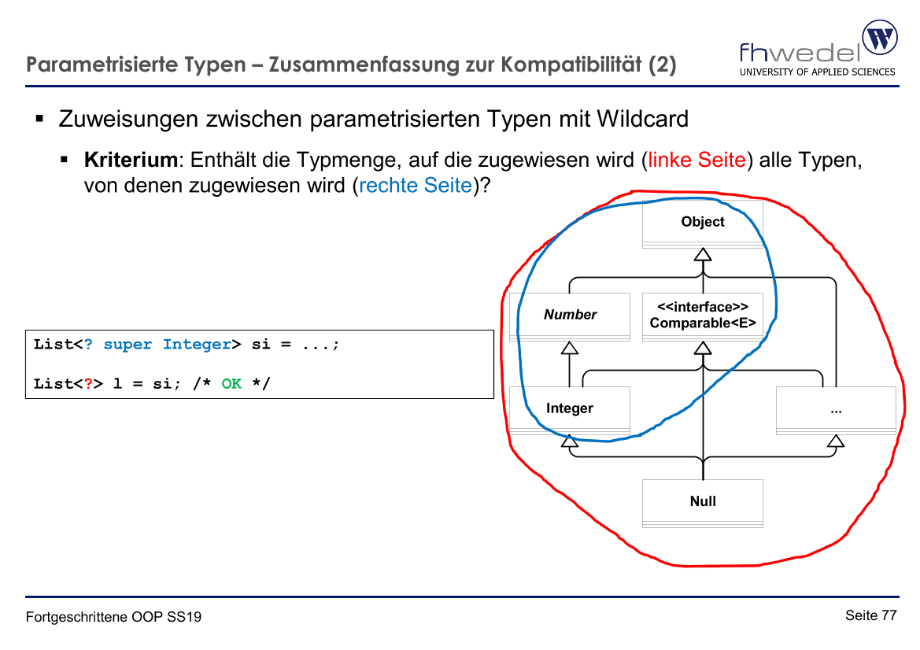 Parametrisierte Typen – Zusammenfassung zur Kompatibilität (2)
fhwedel
UNIVERSITY OF APPLIED SCIENCES
W
▪ Zuweisungen zwischen parametrisierten Typen mit Wildcard
▪ Kriterium: Enthält die Typmenge, auf die zugewiesen wird (linke Seite) alle Typen,
von denen zugewiesen wird (rechte Seite)?
Object
Number
<<interface>>
Comparable<E>
List<? super Integer> si = ...;
List<?> l = si; /* OK */
Integer
...
Null
Fortgeschrittene OOP SS19
Seite 77